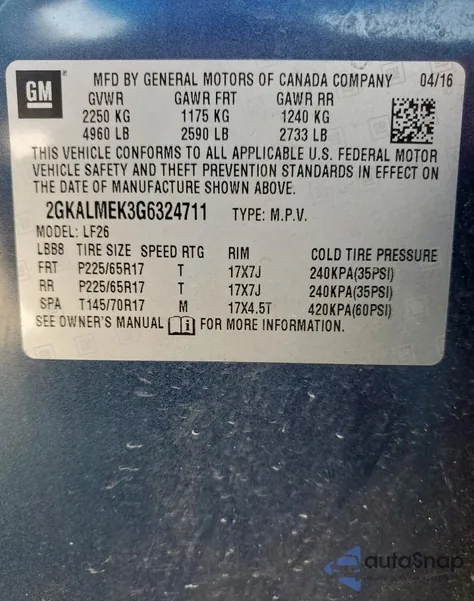 GM
MFD BY GENERAL MOTORS OF CANADA COMPANY 04/16
GVWR GAWR FRT GAWR RR
2250 KG 1175 KG 1240 KG
4960 LB 2590 LB 2733 LB
THIS VEHICLE CONFORMS TO ALL APPLICABLE U.S. FEDERAL MOTOR
VEHICLE SAFETY AND THEFT PREVENTION STANDARDS IN EFFECT ON
THE DATE OF MANUFACTURE SHOWN ABOVE.
2GKALMEK3G6324711 TYPE: M.P.V.
MODEL: LF26
LBB8 TIRE SIZE SPEED RTG RIM COLD TIRE PRESSURE
FRT P225/65R17 T 17X7J 240KPA(35PSI)
RR P225/65R17 T 17X7J 240KPA(35PSI)
SPA T145/70R17 M 17X4.5T 420KPA(60PSI)
SEE OWNER'S MANUAL FOR MORE INFORMATION.
autoSnap